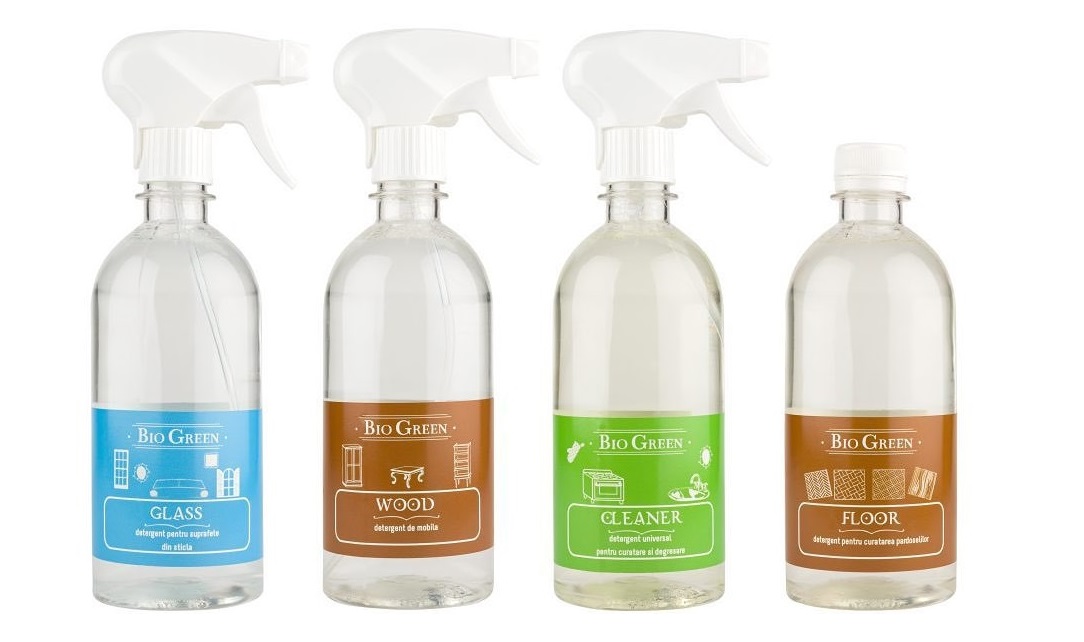 BIO GREEN
GLASS
detergent pentru suprafete
din sticla
BIO GREEN
WOOD
detergent de mobila
BIO GREEN
CLEANER
detergent universal
pentru curatare si degresare
BIO GREEN
FLOOR
detergent pentru curatarea pardoselilor